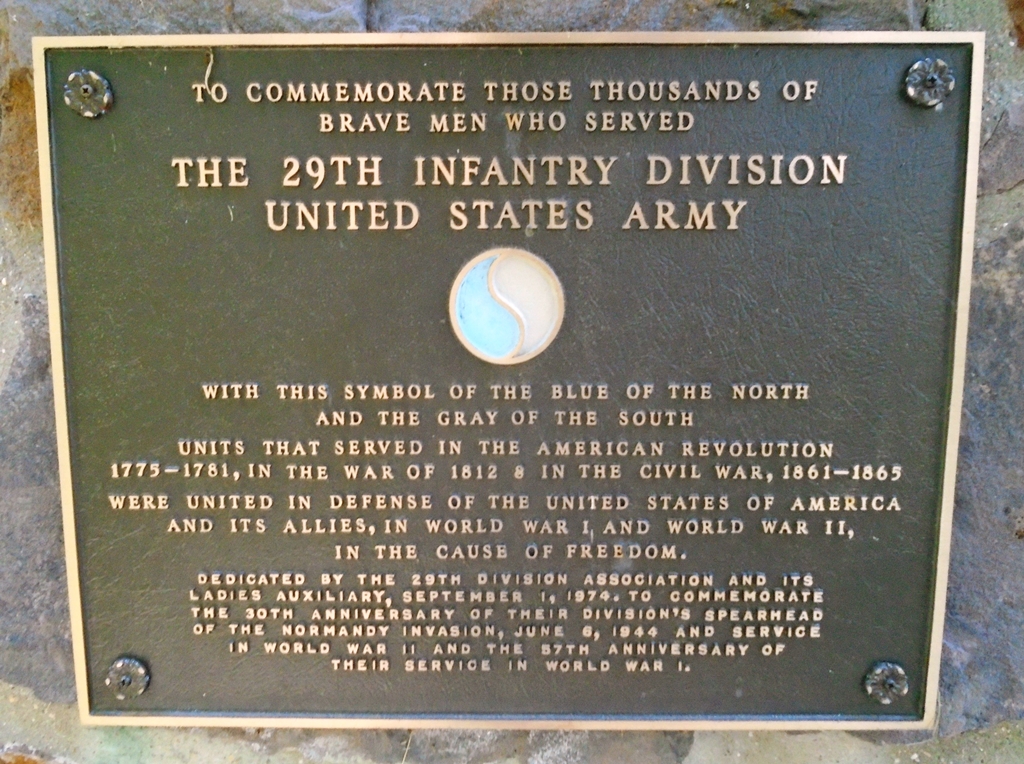 TO COMMEMORATE THOSE THOUSANDS OF
BRAVE MEN WHO SERVED
THE 29TH INFANTRY DIVISION
UNITED STATES ARMY
WITH THIS SYMBOL OF THE BLUE OF THE NORTH
AND THE GRAY OF THE SOUTH
UNITS THAT SERVED IN THE AMERICAN REVOLUTION
1775-1781, IN THE WAR OF 1812 & IN THE CIVIL WAR, 1861-1865
WERE UNITED IN DEFENSE OF THE UNITED STATES OF AMERICA
AND ITS ALLIES, IN WORLD WAR I, AND WORLD WAR II,
IN THE CAUSE OF FREEDOM.
DEDICATED BY THE 29TH DIVISION ASSOCIATION AND ITS
LADIES AUXILIARY, SEPTEMBER 1, 1974. TO COMMEMORATE
THE 30TH ANNIVERSARY OF THEIR DIVISION'S SPEARHEAD
OF THE NORMANDY INVASION, JUNE 6, 1944 AND SERVICE
IN WORLD WAR II AND THE 57TH ANNIVERSARY OF
THEIR SERVICE IN WORLD WAR I.